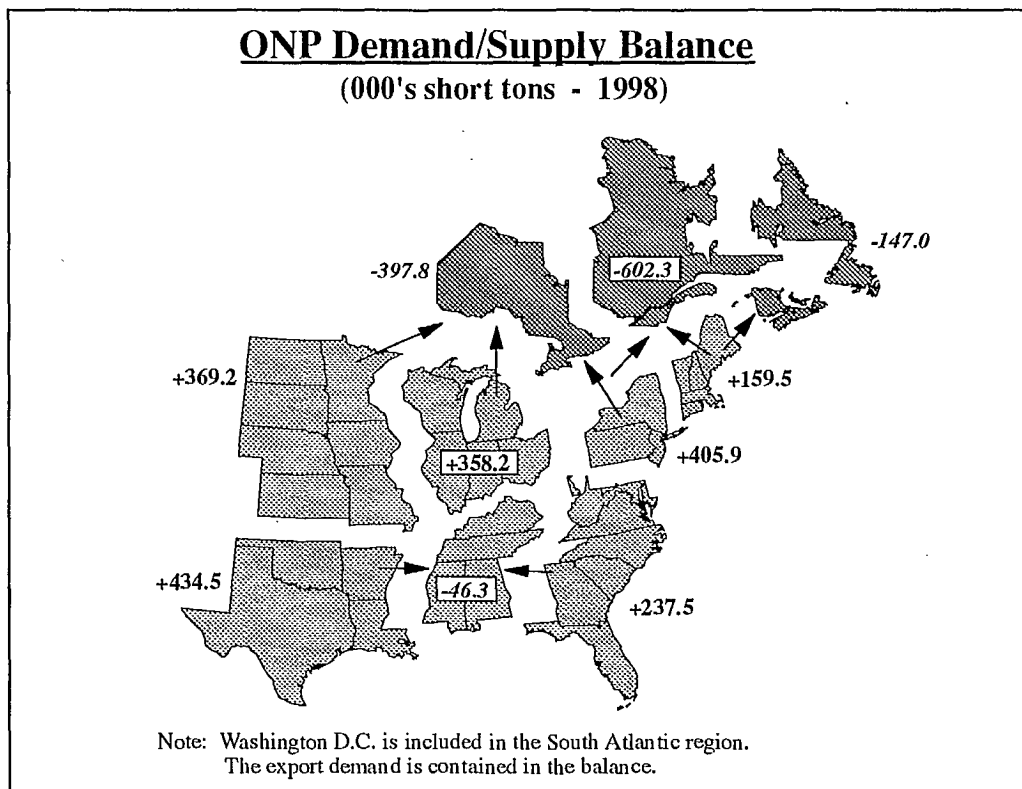 ONP Demand/Supply Balance
(000's short tons - 1998)
-147.0
-397.8
-602.3
+369.2
+159.5
+405.9
+358.2
+434.5
-46.3
+237.5
Note: Washington D.C. is included in the South Atlantic region.
The export demand is contained in the balance.